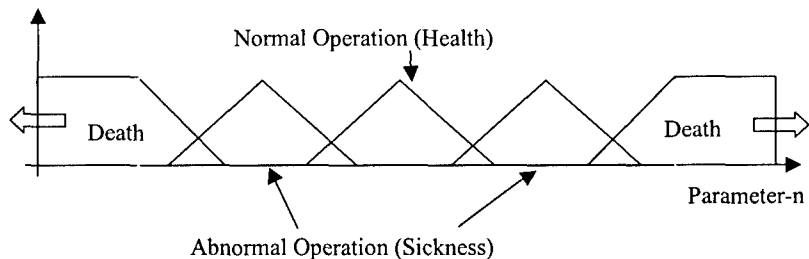 Normal Operation (Health)
Death
Death
Parameter-n
Abnormal Operation (Sickness)